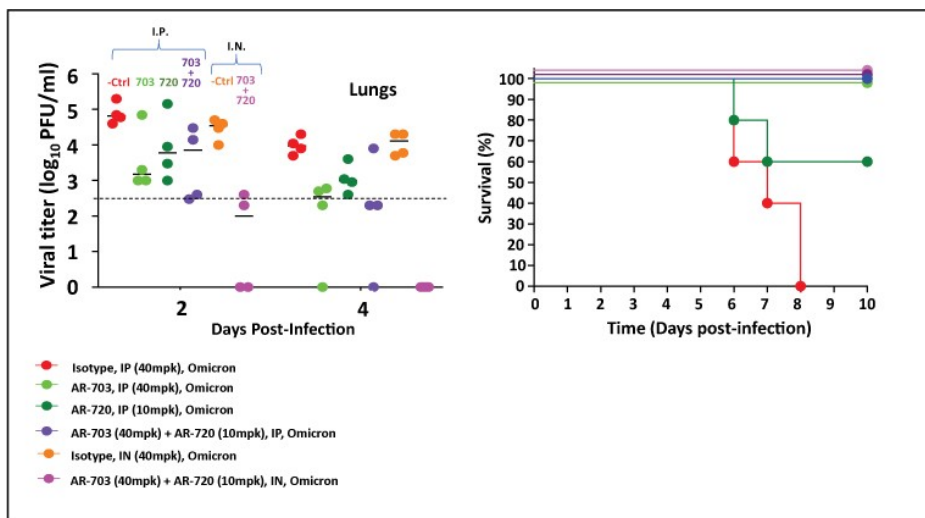 I.P.
I.N.
-Ctrl 703 720 703 + 720
-Ctrl 703 + 720
Lungs
Viral titer (log₁₀ PFU/ml)
6
5
4
3
2
1
0
2
4
Days Post-Infection
Survival (%)
100
90
80
70
60
50
40
30
20
10
0
0 1 2 3 4 5 6 7 8 9 10
Time (Days post-infection)
Isotype, IP (40mpk), Omicron
AR-703, IP (40mpk), Omicron
AR-720, IP (10mpk), Omicron
AR-703 (40mpk) + AR-720 (10mpk), IP, Omicron
Isotype, IN (40mpk), Omicron
AR-703 (40mpk) + AR-720 (10mpk), IN, Omicron